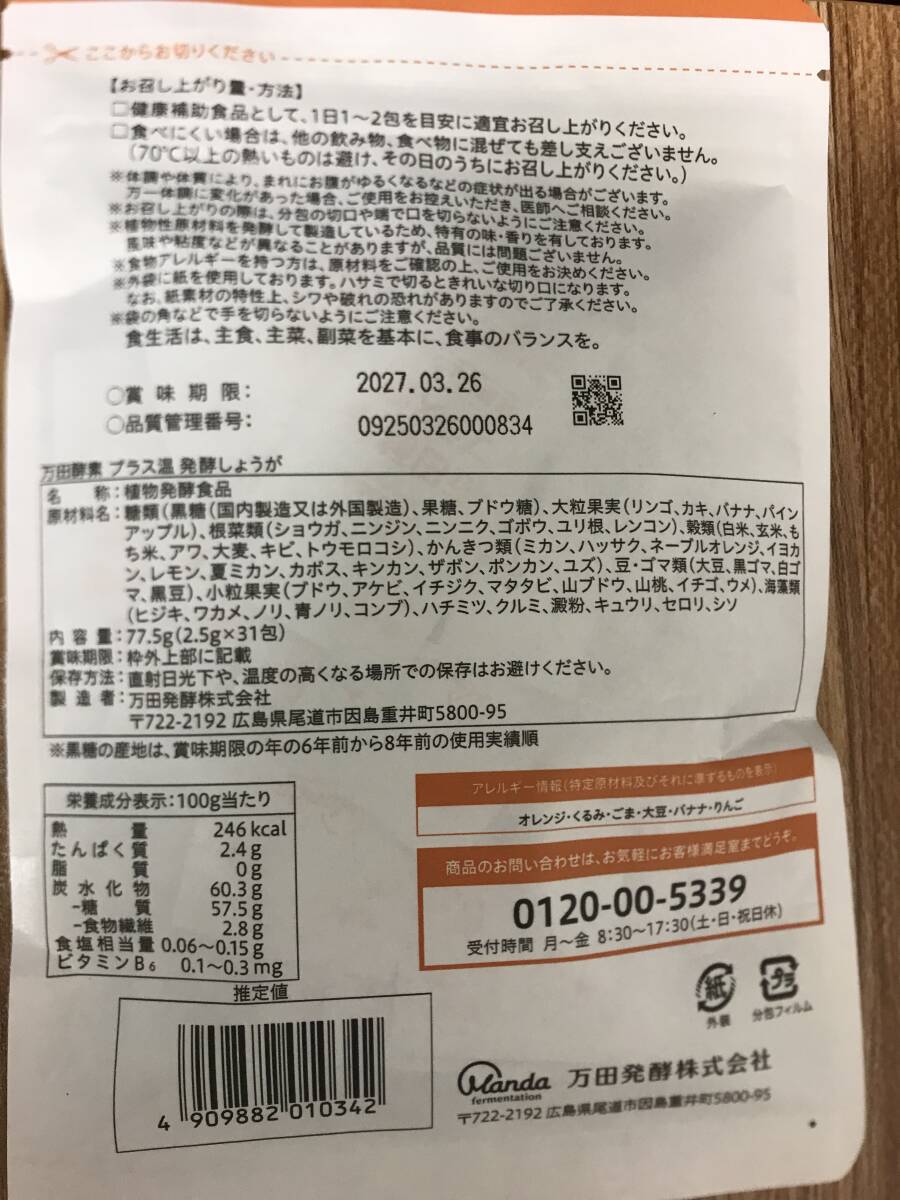 ここからお切りください
【お召し上がり量・方法】
□健康補助食品として、1日1〜2包を目安に適宜お召し上がりください。
□食べにくい場合は、他の飲み物、食べ物に混ぜても差し支えございません。
(70℃以上の熱いものは避け、その日のうちにお召し上がりください。)
※体調や体質により、まれにお腹がゆるくなるなどの症状が出る場合がございます。
万一体調に変化があった場合、ご使用をお控えいただき、医師へご相談ください。
※お召し上がりの際は、分包の切口や端で口を切らないようにご注意ください。
※植物性原材料を発酵して製造しているため、特有の味・香りを有しております。
風味や粘度などが異なることがありますが、品質には問題ございません。
※食物アレルギーを持つ方は、原材料をご確認の上、ご使用をお決めください。
※外袋に紙を使用しております。ハサミで切るときれいな切り口になります。
なお、紙素材の特性上、シワや破れの恐れがありますのでご了承ください。
※袋の角などで手を切らないようにご注意ください。
食生活は、主食、主菜、副菜を基本に、食事のバランスを。
○賞味期限: 2027.03.26
○品質管理番号: 09250326000834
万田酵素 プラス温 発酵しょうが
名称:植物発酵食品
原材料名:糖類(黒糖(国内製造又は外国製造)、果糖、ブドウ糖)、大粒果実(リンゴ、カキ、バナナ、パイン
アップル)、根菜類(ショウガ、ニンジン、ニンニク、ゴボウ、ユリ根、レンコン)、穀類(白米、玄米、も
ち米、アワ、大麦、キビ、トウモロコシ)、かんきつ類(ミカン、ハッサク、ネーブルオレンジ、イヨカ
ン、レモン、夏ミカン、カボス、キンカン、ザボン、ポンカン、ユズ)、豆・ゴマ類(大豆、黒ゴマ、白ゴ
マ、黒豆)、小粒果実(ブドウ、アケビ、イチジク、マタタビ、山ブドウ、山桃、イチゴ、ウメ)、海藻類
(ヒジキ、ワカメ、ノリ、青ノリ、コンブ)、ハチミツ、クルミ、澱粉、キュウリ、セロリ、シソ
内容量:77.5g(2.5g×31包)
賞味期限:枠外上部に記載
保存方法:直射日光下や、温度の高くなる場所での保存はお避けください。
製造者:万田発酵株式会社
〒722-2192 広島県尾道市因島重井町5800-95
※黒糖の産地は、賞味期限の年の6年前から8年前の使用実績順
栄養成分表示:100g当たり
熱量 246kcal
たんぱく質 2.4g
脂質 0g
炭水化物 60.3g
-糖質 57.5g
-食物繊維 2.8g
食塩相当量 0.06〜0.15g
ビタミンB6 0.1〜0.3mg
推定値
アレルギー情報(特定原材料及びそれに準ずるものを表示)
オレンジ・くるみ・ごま・大豆・バナナ・りんご
商品のお問い合わせは、お気軽にお客様満足室までどうぞ。
0120-00-5339
受付時間 月〜金 8:30〜17:30(土・日・祝日休)
紙 プラ
外装 分包フィルム
4 909882 010342
Manda 万田発酵株式会社
fermentation
〒722-2192 広島県尾道市因島重井町5800-95